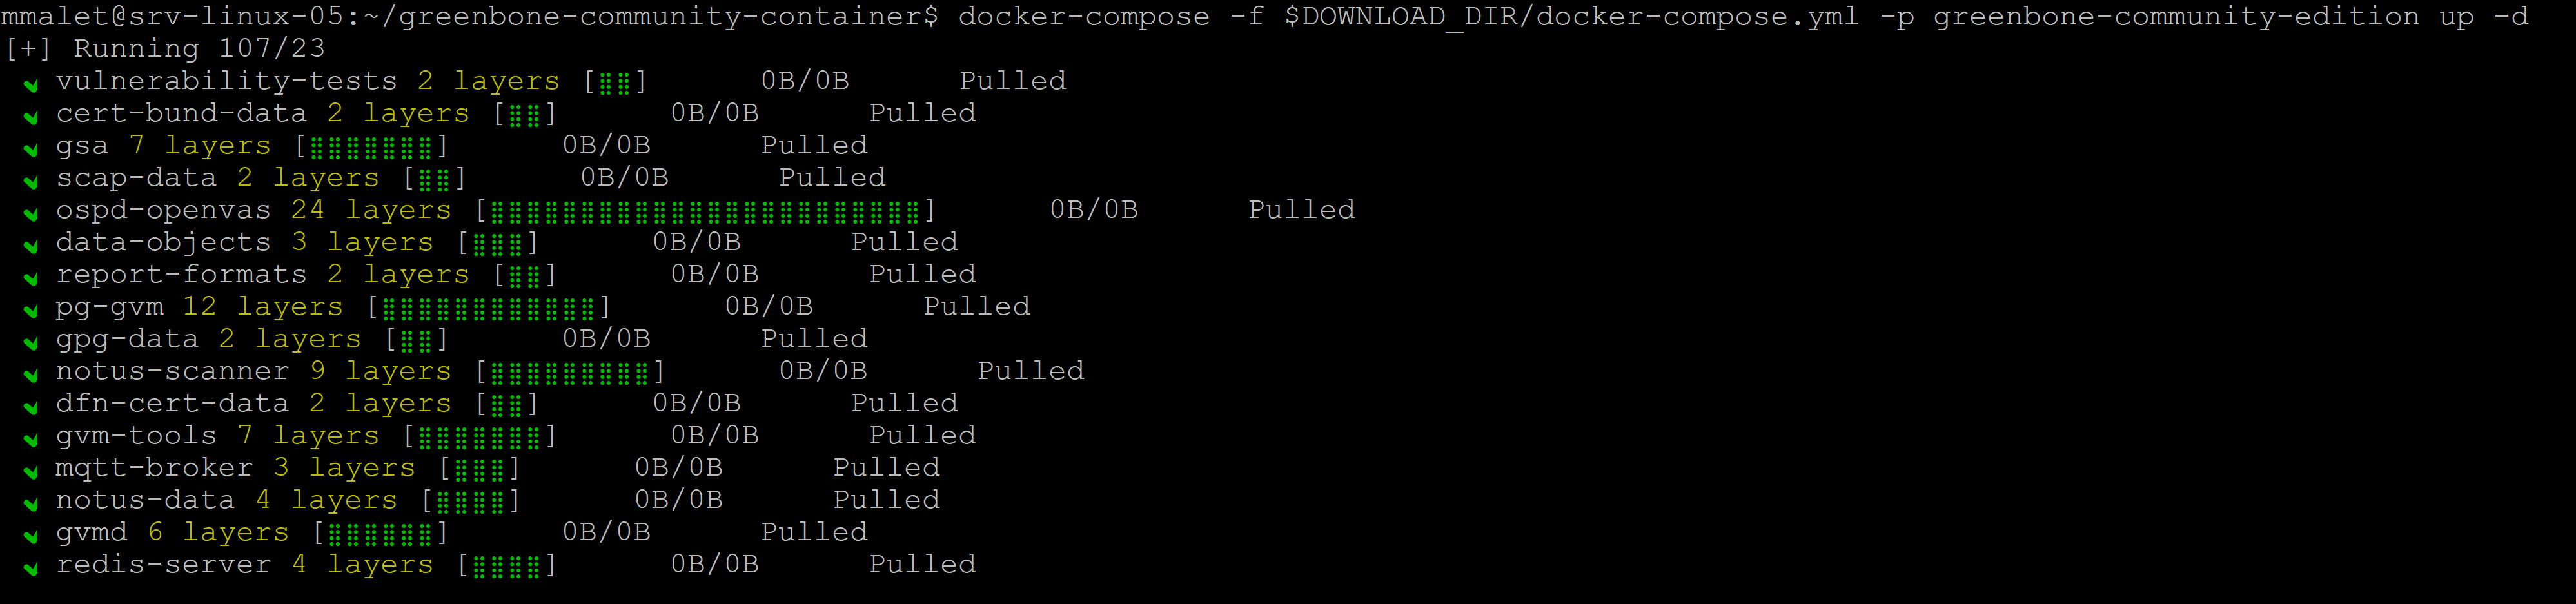 mmalet@srv-linux-05:~/greenbone-community-container$ docker-compose -f $DOWNLOAD_DIR/docker-compose.yml -p greenbone-community-edition up -d
[+] Running 107/23
✔ vulnerability-tests 2 layers [⣿⣿] 0B/0B Pulled
✔ cert-bund-data 2 layers [⣿⣿] 0B/0B Pulled
✔ gsa 7 layers [⣿⣿⣿⣿⣿⣿⣿] 0B/0B Pulled
✔ scap-data 2 layers [⣿⣿] 0B/0B Pulled
✔ ospd-openvas 24 layers [⣿⣿⣿⣿⣿⣿⣿⣿⣿⣿⣿⣿⣿⣿⣿⣿⣿⣿⣿⣿⣿⣿⣿⣿] 0B/0B Pulled
✔ data-objects 3 layers [⣿⣿⣿] 0B/0B Pulled
✔ report-formats 2 layers [⣿⣿] 0B/0B Pulled
✔ pg-gvm 12 layers [⣿⣿⣿⣿⣿⣿⣿⣿⣿⣿⣿⣿] 0B/0B Pulled
✔ gpg-data 2 layers [⣿⣿] 0B/0B Pulled
✔ notus-scanner 9 layers [⣿⣿⣿⣿⣿⣿⣿⣿⣿] 0B/0B Pulled
✔ dfn-cert-data 2 layers [⣿⣿] 0B/0B Pulled
✔ gvm-tools 7 layers [⣿⣿⣿⣿⣿⣿⣿] 0B/0B Pulled
✔ mqtt-broker 3 layers [⣿⣿⣿] 0B/0B Pulled
✔ notus-data 4 layers [⣿⣿⣿⣿] 0B/0B Pulled
✔ gvmd 6 layers [⣿⣿⣿⣿⣿⣿] 0B/0B Pulled
✔ redis-server 4 layers [⣿⣿⣿⣿] 0B/0B Pulled